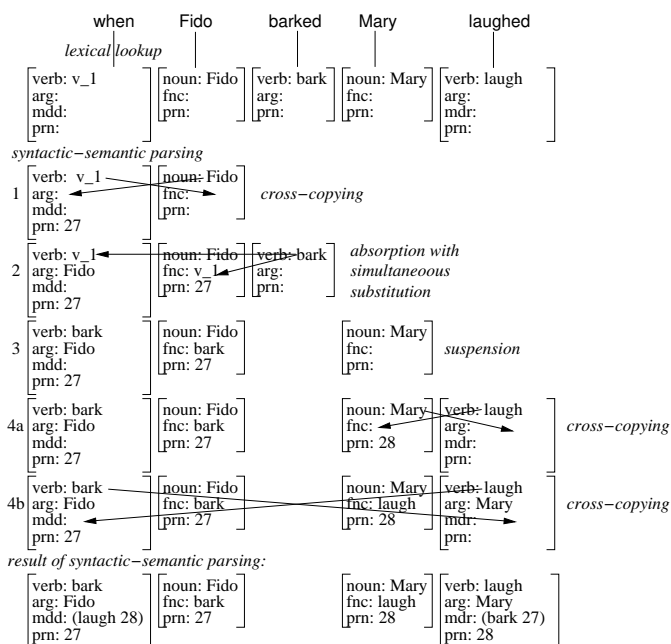 when Fido barked Mary laughed
lexical lookup
verb: v_1 noun: Fido verb: bark noun: Mary verb: laugh
arg: fnc: arg: fnc: arg:
mdd: prn: prn: prn: mdr:
prn: prn:
syntactic−semantic parsing
verb: v_1 noun: Fido
1 arg: fnc: cross−copying
mdd: prn:
prn: 27
verb: v_1 noun: Fido verb: bark absorption with
2 arg: Fido fnc: v_1 arg: simultaneoous
mdd: prn: 27 prn: substitution
prn: 27
verb: bark noun: Fido noun: Mary
3 arg: Fido fnc: bark fnc: suspension
mdd: prn: 27 prn:
prn: 27
verb: bark noun: Fido noun: Mary verb: laugh
4a arg: Fido fnc: bark fnc: arg: cross−copying
mdd: prn: 27 prn: 28 mdr:
prn: 27 prn:
verb: bark noun: Fido noun: Mary verb: laugh
4b arg: Fido fnc: bark fnc: laugh arg: Mary cross−copying
mdd: prn: 27 prn: 28 mdr:
prn: 27 prn:
result of syntactic−semantic parsing:
verb: bark noun: Fido noun: Mary verb: laugh
arg: Fido fnc: bark fnc: laugh arg: Mary
mdd: (laugh 28) prn: 27 prn: 28 mdr: (bark 27)
prn: 27 prn: 28